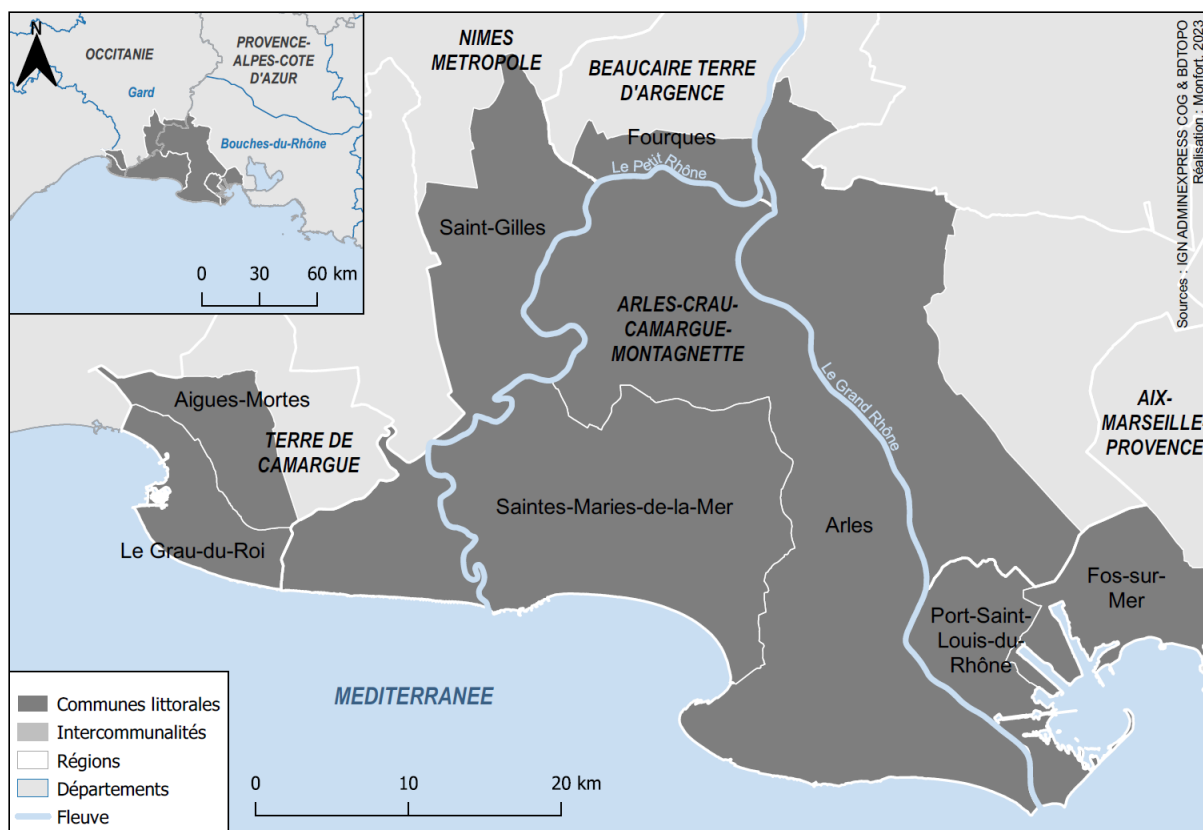 N
OCCITANIE
PROVENCE-
ALPES-COTE
D'AZUR
Gard
Bouches-du-Rhône
0 30 60 km
NIMES
METROPOLE
BEAUCAIRE TERRE
D'ARGENCE
Fourques
Le Petit Rhône
Saint-Gilles
ARLES-CRAU-
CAMARGUE-
MONTAGNETTE
Le Grand Rhône
Aigues-Mortes
TERRE DE
CAMARGUE
AIX-
MARSEILLE-
PROVENCE
Saintes-Maries-de-la-Mer
Arles
Le Grau-du-Roi
Fos-sur-
Mer
Port-Saint-
Louis-du-
Rhône
MEDITERRANEE
Communes littorales
Intercommunalités
Régions
Départements
Fleuve
0 10 20 km
Sources : IGN ADMINEXPRESS COG & BDTOPO
Réalisation : Monfort, 2023